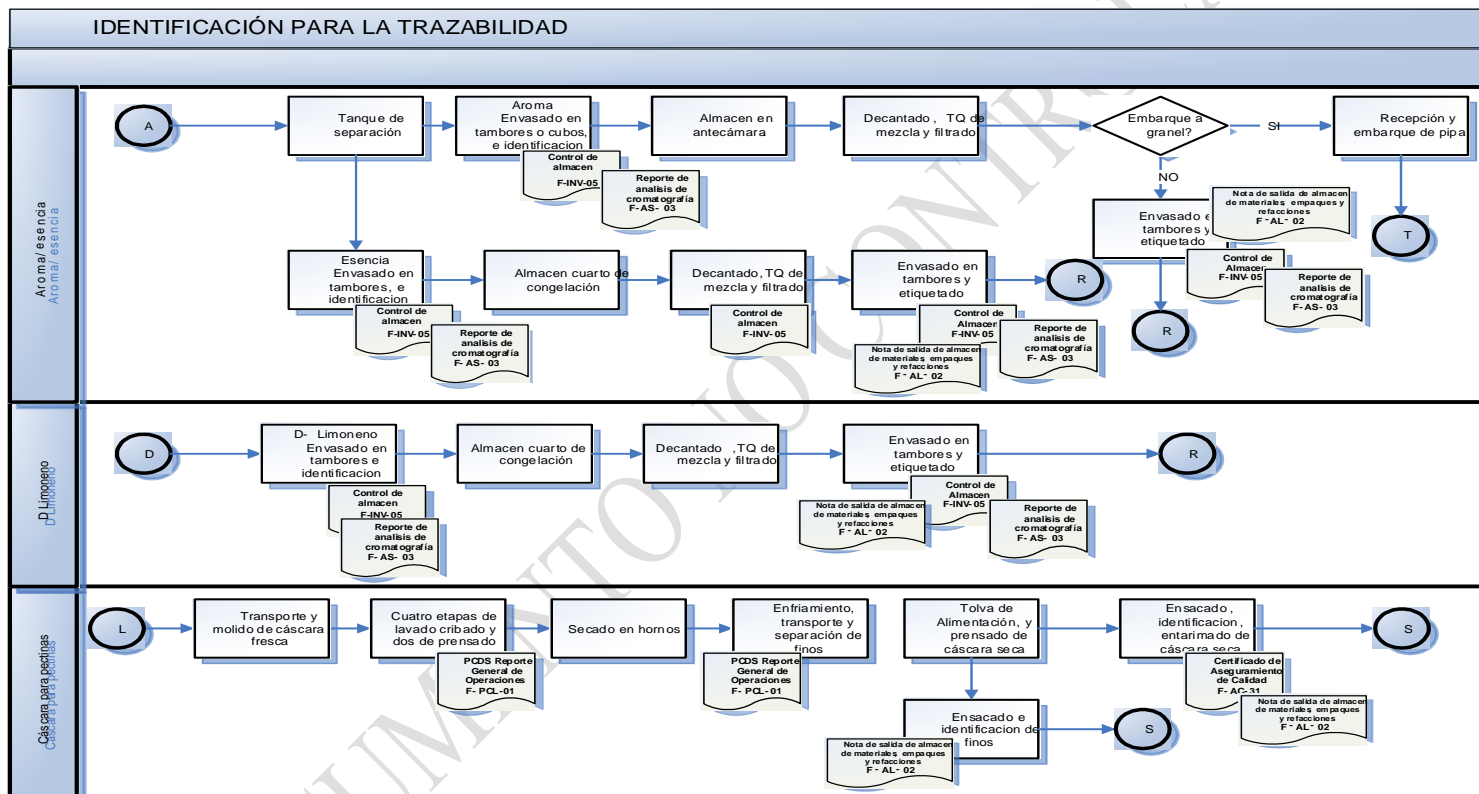 IDENTIFICACIÓN PARA LA TRAZABILIDAD
Aroma/ esencia
Aroma/ esencia
A
Tanque de
separación
Aroma
Envasado en
tambores o cubos,
e identificacion
Control de
almacen
F-INV-05
Reporte de
analisis de
cromatografía
F- AS- 03
Almacen en
antecámara
Decantado , TQ de
mezcla y filtrado
Embarque a
granel?
SI
NO
Recepción y
embarque de pipa
T
Envasado e
tambores y
etiquetado
Nota de salida de almacen
de materiales, empaques y
refacciones
F - AL- 02
Control de
Almacen
F-INV-05
Reporte de
analisis de
cromatografía
F- AS- 03
R
Esencia
Envasado en
tambores, e
identificacion
Control de
almacen
F-INV-05
Reporte de
analisis de
cromatografía
F- AS- 03
Almacen cuarto de
congelación
Decantado, TQ de
mezcla y filtrado
Control de
almacen
F-INV-05
Envasado en
tambores y
etiquetado
Control de
Almacen
F-INV-05
Reporte de
analisis de
cromatografía
F- AS- 03
Nota de salida de almacen
de materiales, empaques
y refacciones
F - AL- 02
R
D Limoneno
D Limoneno
D
D- Limoneno
Envasado en
tambores e
identificacion
Control de
almacen
F-INV-05
Reporte de
analisis de
cromatografía
F- AS- 03
Almacen cuarto de
congelación
Decantado ,TQ de
mezcla y filtrado
Envasado en
tambores y
etiquetado
Control de
Almacen
F-INV-05
Nota de salida de almacen
de materiales, empaques
y refacciones
F - AL- 02
Reporte de
analisis de
cromatografía
F- AS- 03
R
Cáscara para pectinas
Cáscara para pectinas
L
Transporte y
molido de cáscara
fresca
Cuatro etapas de
lavado cribado y
dos de prensado
PCDS Reporte
General de
Operaciones
F- PCL-01
Secado en hornos
Enfriamiento,
transporte y
separación de
finos
PCDS Reporte
General de
Operaciones
F- PCL-01
Tolva de
Alimentación, y
prensado de
cáscara seca
Ensacado ,
identificacion,
entarimado de
cáscara seca
Certificado de
Aseguramiento
de Calidad
F- AC-31
Nota de salida de almacen
de materiales, empaques
y refacciones
F - AL- 02
S
Ensacado e
identificacion de
finos
Nota de salida de almacen
de materiales, empaques
y refacciones
F - AL- 02
S
UMINTO NO CONTR